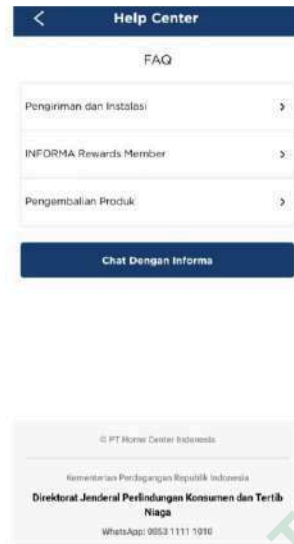 Help Center
FAQ
Pengiriman dan Instalasi
INFORMA Rewards Member
Pengembalian Produk
Chat Dengan Informa
© PT Home Center Indonesia
Kementerian Perdagangan Republik Indonesia
Direktorat Jenderal Perlindungan Konsumen dan Tertib
Niaga
WhatsApp: 0853 1111 1010